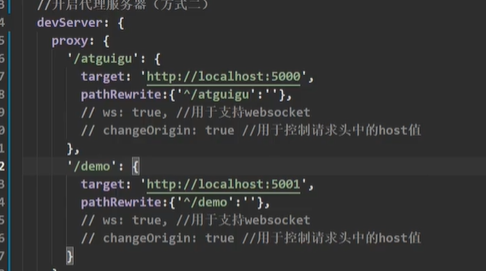 //开启代理服务器（方式二）
devServer: {
proxy: {
'/atguigu': {
target: 'http://localhost:5000',
pathRewrite:{'^/atguigu':''},
// ws: true, //用于支持websocket
// changeOrigin: true //用于控制请求头中的host值
},
'/demo': {
target: 'http://localhost:5001',
pathRewrite:{'^/demo':''},
// ws: true, //用于支持websocket
// changeOrigin: true //用于控制请求头中的host值
}